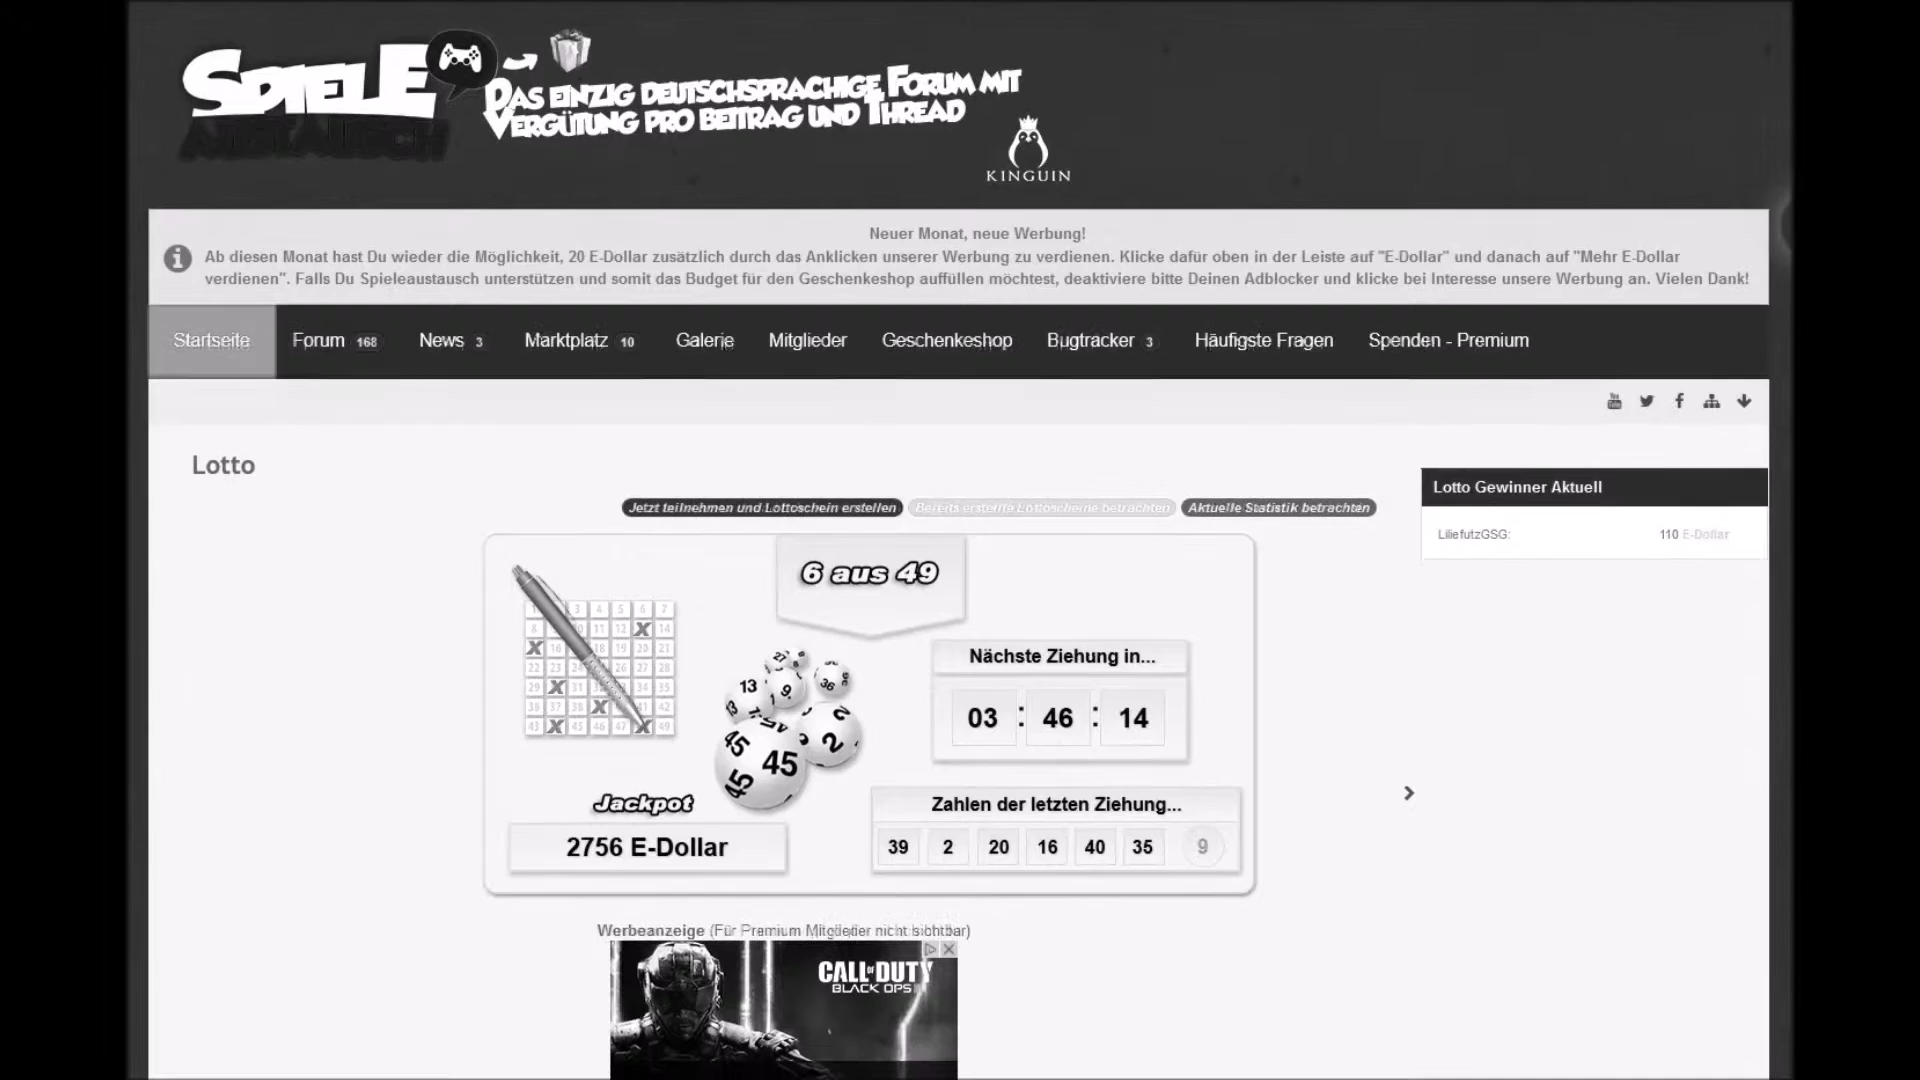 SPIELE
AUSTAUSCH
DAS EINZIG DEUTSCHSPRACHIGE FORUM MIT
VERGÜTUNG PRO BEITRAG UND THREAD
KINGUIN
Neuer Monat, neue Werbung!
Ab diesen Monat hast Du wieder die Möglichkeit, 20 E-Dollar zusätzlich durch das Anklicken unserer Werbung zu verdienen. Klicke dafür oben in der Leiste auf "E-Dollar" und danach auf "Mehr E-Dollar
verdienen". Falls Du Spieleaustausch unterstützen und somit das Budget für den Geschenkeshop auffüllen möchtest, deaktiviere bitte Deinen Adblocker und klicke bei Interesse unsere Werbung an. Vielen Dank!
Startseite Forum 168 News 3 Marktplatz 10 Galerie Mitglieder Geschenkeshop Bugtracker 3 Häufigste Fragen Spenden - Premium
Lotto
Jetzt teilnehmen und Lottoschein erstellen Bereits erstellte Lottoscheine betrachten Aktuelle Statistik betrachten
Lotto Gewinner Aktuell
LiliefutzGSG: 110 E-Dollar
6 aus 49
Nächste Ziehung in...
03 : 46 : 14
Jackpot
2756 E-Dollar
Zahlen der letzten Ziehung...
39 2 20 16 40 35 9
Werbeanzeige (Für Premium Mitglieder nicht sichtbar)
CALL OF DUTY
BLACK OPS III